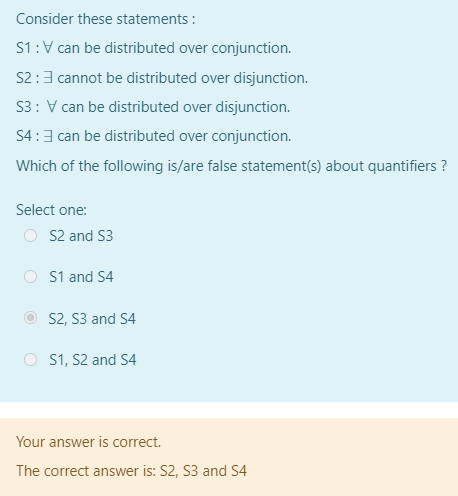 Consider these statements :
S1 : ∀ can be distributed over conjunction.
S2 : ∃ cannot be distributed over disjunction.
S3 : ∀ can be distributed over disjunction.
S4 : ∃ can be distributed over conjunction.
Which of the following is/are false statement(s) about quantifiers ?
Select one:
S2 and S3
S1 and S4
S2, S3 and S4
S1, S2 and S4
Your answer is correct.
The correct answer is: S2, S3 and S4